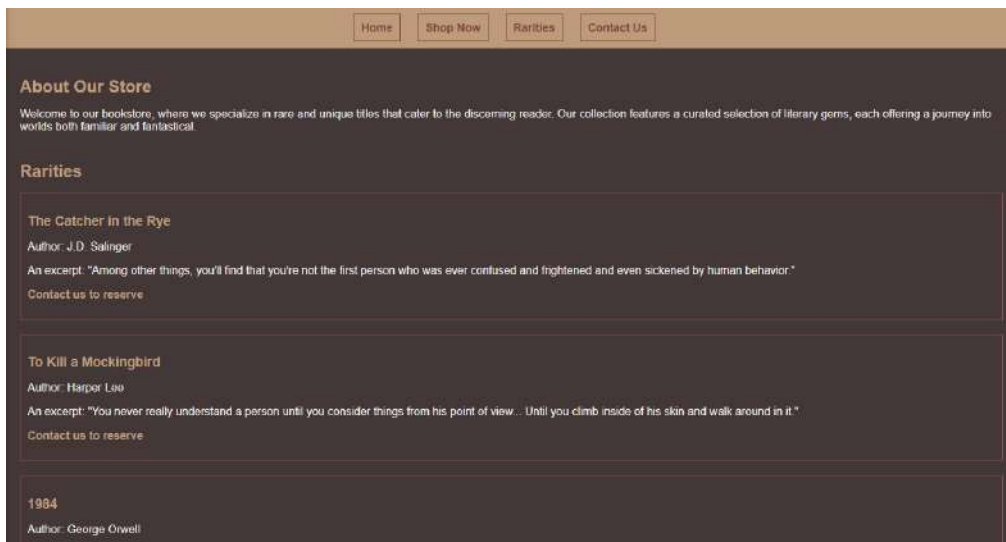 Home Shop Now Rarities Contact Us
About Our Store
Welcome to our bookstore, where we specialize in rare and unique titles that cater to the discerning reader. Our collection features a curated selection of literary gems, each offering a journey into
worlds both familiar and fantastical.
Rarities
The Catcher in the Rye
Author: J.D. Salinger
An excerpt: "Among other things, you'll find that you're not the first person who was ever confused and frightened and even sickened by human behavior."
Contact us to reserve
To Kill a Mockingbird
Author: Harper Lee
An excerpt: "You never really understand a person until you consider things from his point of view... Until you climb inside of his skin and walk around in it."
Contact us to reserve
1984
Author: George Orwell